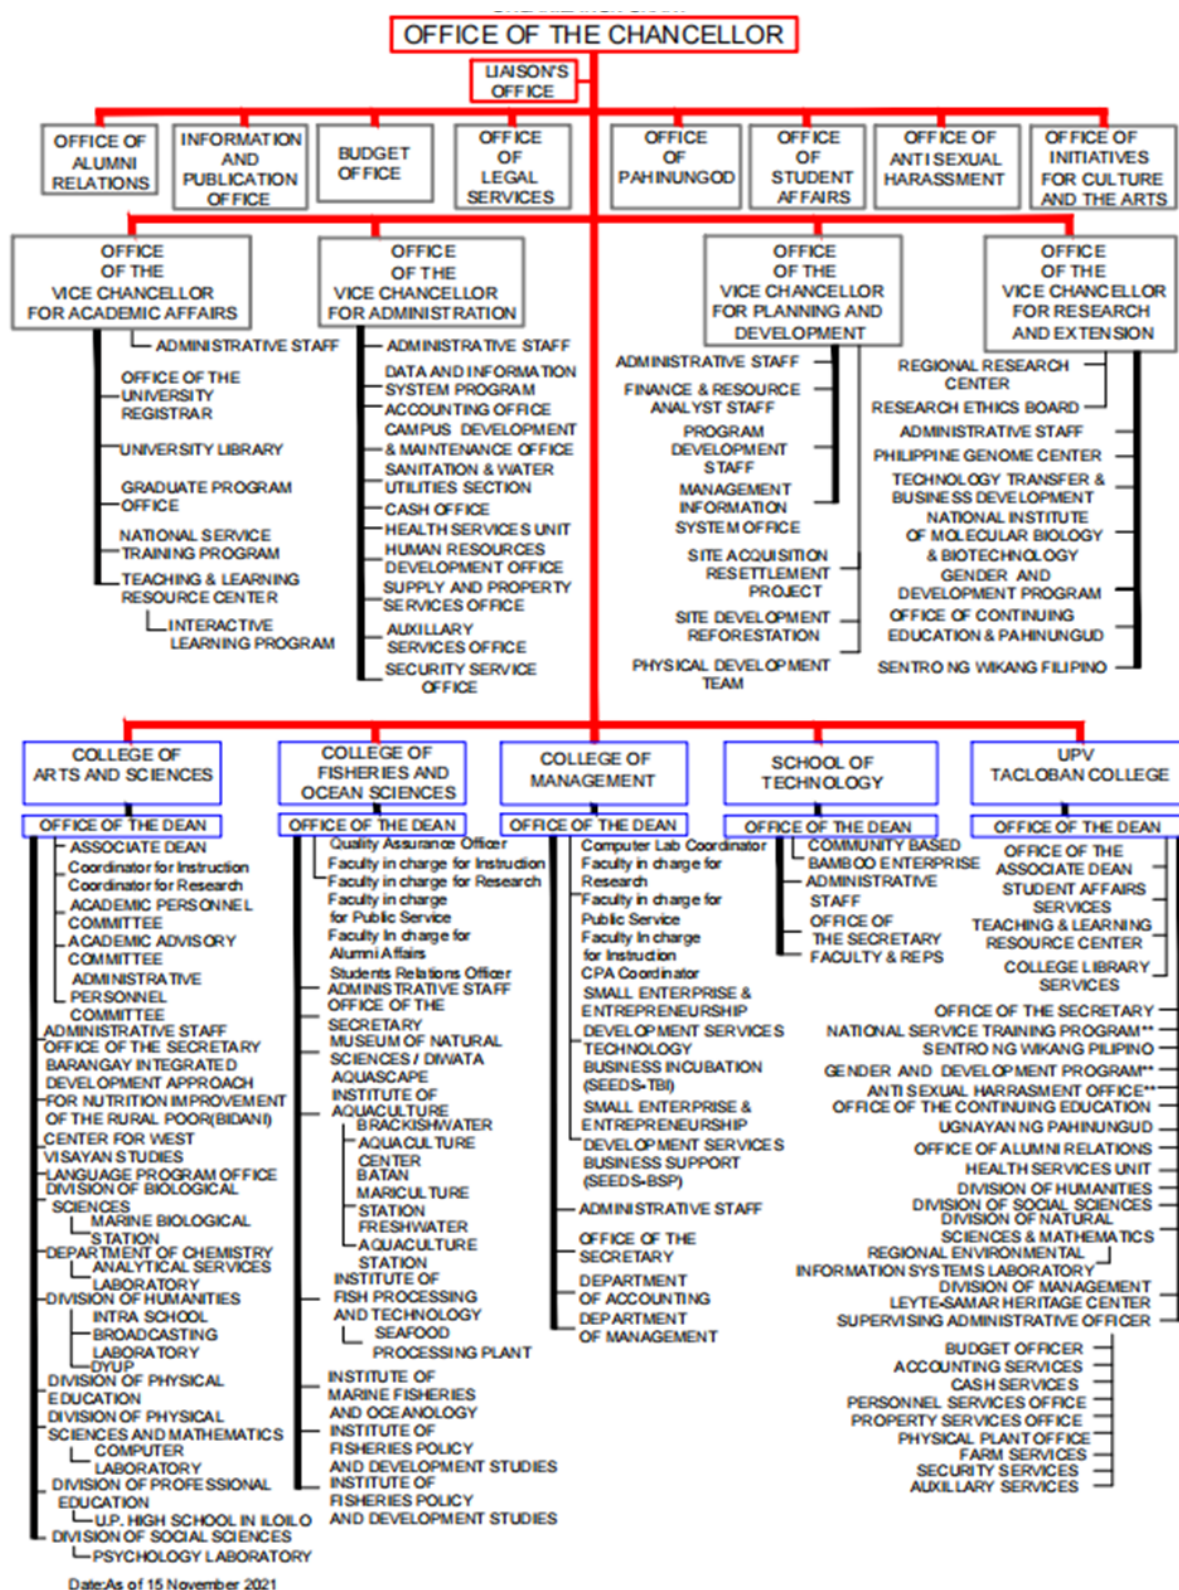 OFFICE OF THE CHANCELLOR
LIAISON'S
OFFICE
OFFICE OF
ALUMNI
RELATIONS
INFORMATION
AND
PUBLICATION
OFFICE
BUDGET
OFFICE
OFFICE
OF
LEGAL
SERVICES
OFFICE
OF
PAHINUNGOD
OFFICE
OF
STUDENT
AFFAIRS
OFFICE OF
ANTI SEXUAL
HARASSMENT
OFFICE OF
INITIATIVES
FOR CULTURE
AND THE ARTS
OFFICE
OF THE
VICE CHANCELLOR
FOR ACADEMIC AFFAIRS
ADMINISTRATIVE STAFF
OFFICE OF THE
UNIVERSITY
REGISTRAR
UNIVERSITY LIBRARY
GRADUATE PROGRAM
OFFICE
NATIONAL SERVICE
TRAINING PROGRAM
TEACHING & LEARNING
RESOURCE CENTER
INTERACTIVE
LEARNING PROGRAM
OFFICE
OF THE
VICE CHANCELLOR
FOR ADMINISTRATION
ADMINISTRATIVE STAFF
DATA AND INFORMATION
SYSTEM PROGRAM
ACCOUNTING OFFICE
CAMPUS DEVELOPMENT
& MAINTENANCE OFFICE
SANITATION & WATER
UTILITIES SECTION
CASH OFFICE
HEALTH SERVICES UNIT
HUMAN RESOURCES
DEVELOPMENT OFFICE
SUPPLY AND PROPERTY
SERVICES OFFICE
AUXILLARY
SERVICES OFFICE
SECURITY SERVICE
OFFICE
OFFICE
OF THE
VICE CHANCELLOR
FOR PLANNING AND
DEVELOPMENT
ADMINISTRATIVE STAFF
FINANCE & RESOURCE
ANALYST STAFF
PROGRAM
DEVELOPMENT
STAFF
MANAGEMENT
INFORMATION
SYSTEM OFFICE
SITE ACQUISITION
RESETTLEMENT
PROJECT
SITE DEVELOPMENT
REFORESTATION
PHYSICAL DEVELOPMENT
TEAM
OFFICE
OF THE
VICE CHANCELLOR
FOR RESEARCH
AND EXTENSION
REGIONAL RESEARCH
CENTER
RESEARCH ETHICS BOARD
ADMINISTRATIVE STAFF
PHILIPPINE GENOME CENTER
TECHNOLOGY TRANSFER &
BUSINESS DEVELOPMENT
NATIONAL INSTITUTE
OF MOLECULAR BIOLOGY
& BIOTECHNOLOGY
GENDER AND
DEVELOPMENT PROGRAM
OFFICE OF CONTINUING
EDUCATION & PAHINUNGUD
SENTRO NG WIKANG FILIPINO
COLLEGE OF
ARTS AND SCIENCES
OFFICE OF THE DEAN
ASSOCIATE DEAN
Coordinator for Instruction
Coordinator for Research
ACADEMIC PERSONNEL
COMMITTEE
ACADEMIC ADVISORY
COMMITTEE
ADMINISTRATIVE
PERSONNEL
COMMITTEE
ADMINISTRATIVE STAFF
OFFICE OF THE SECRETARY
BARANGAY INTEGRATED
DEVELOPMENT APPROACH
FOR NUTRITION IMPROVEMENT
OF THE RURAL POOR(BIDANI)
CENTER FOR WEST
VISAYAN STUDIES
LANGUAGE PROGRAM OFFICE
DIVISION OF BIOLOGICAL
SCIENCES
MARINE BIOLOGICAL
STATION
DEPARTMENT OF CHEMISTRY
ANALYTICAL SERVICES
LABORATORY
DIVISION OF HUMANITIES
INTRA SCHOOL
BROADCASTING
LABORATORY
DYUP
DIVISION OF PHYSICAL
EDUCATION
DIVISION OF PHYSICAL
SCIENCES AND MATHEMATICS
COMPUTER
LABORATORY
DIVISION OF PROFESSIONAL
EDUCATION
U.P. HIGH SCHOOL IN ILOILO
DIVISION OF SOCIAL SCIENCES
PSYCHOLOGY LABORATORY
COLLEGE OF
FISHERIES AND
OCEAN SCIENCES
OFFICE OF THE DEAN
Quality Assurance Officer
Faculty in charge for Instruction
Faculty in charge for Research
Faculty in charge
for Public Service
Faculty In charge for
Alumni Affairs
Students Relations Officer
ADMINISTRATIVE STAFF
OFFICE OF THE
SECRETARY
MUSEUM OF NATURAL
SCIENCES / DIWATA
AQUASCAPE
INSTITUTE OF
AQUACULTURE
BRACKISHWATER
AQUACULTURE
CENTER
BATAN
MARICULTURE
STATION
FRESHWATER
AQUACULTURE
STATION
INSTITUTE OF
FISH PROCESSING
AND TECHNOLOGY
SEAFOOD
PROCESSING PLANT
INSTITUTE OF
MARINE FISHERIES
AND OCEANOLOGY
INSTITUTE OF
FISHERIES POLICY
AND DEVELOPMENT STUDIES
INSTITUTE OF
FISHERIES POLICY
AND DEVELOPMENT STUDIES
COLLEGE OF
MANAGEMENT
OFFICE OF THE DEAN
Computer Lab Coordinator
Faculty in charge for
Research
Faculty in charge for
Public Service
Faculty In charge
for Instruction
CPA Coordinator
SMALL ENTERPRISE &
ENTREPRENEURSHIP
DEVELOPMENT SERVICES
TECHNOLOGY
BUSINESS INCUBATION
(SEEDS-TBI)
SMALL ENTERPRISE &
ENTREPRENEURSHIP
DEVELOPMENT SERVICES
BUSINESS SUPPORT
(SEEDS-BSP)
ADMINISTRATIVE STAFF
OFFICE OF THE
SECRETARY
DEPARTMENT
OF ACCOUNTING
DEPARTMENT
OF MANAGEMENT
SCHOOL OF
TECHNOLOGY
OFFICE OF THE DEAN
COMMUNITY BASED
BAMBOO ENTERPRISE
ADMINISTRATIVE
STAFF
OFFICE OF
THE SECRETARY
FACULTY & REPS
UPV
TACLOBAN COLLEGE
OFFICE OF THE DEAN
OFFICE OF THE
ASSOCIATE DEAN
STUDENT AFFAIRS
SERVICES
TEACHING & LEARNING
RESOURCE CENTER
COLLEGE LIBRARY
SERVICES
OFFICE OF THE SECRETARY
NATIONAL SERVICE TRAINING PROGRAM**
SENTRO NG WIKANG PILIPINO
GENDER AND DEVELOPMENT PROGRAM**
ANTI SEXUAL HARRASMENT OFFICE**
OFFICE OF THE CONTINUING EDUCATION
UGNAYAN NG PAHINUNGUD
OFFICE OF ALUMNI RELATIONS
HEALTH SERVICES UNIT
DIVISION OF HUMANITIES
DIVISION OF SOCIAL SCIENCES
DIVISION OF NATURAL
SCIENCES & MATHEMATICS
REGIONAL ENVIRONMENTAL
INFORMATION SYSTEMS LABORATORY
DIVISION OF MANAGEMENT
LEYTE-SAMAR HERITAGE CENTER
SUPERVISING ADMINISTRATIVE OFFICER
BUDGET OFFICER
ACCOUNTING SERVICES
CASH SERVICES
PERSONNEL SERVICES OFFICE
PROPERTY SERVICES OFFICE
PHYSICAL PLANT OFFICE
FARM SERVICES
SECURITY SERVICES
AUXILLARY SERVICES
Date:As of 15 November 2021